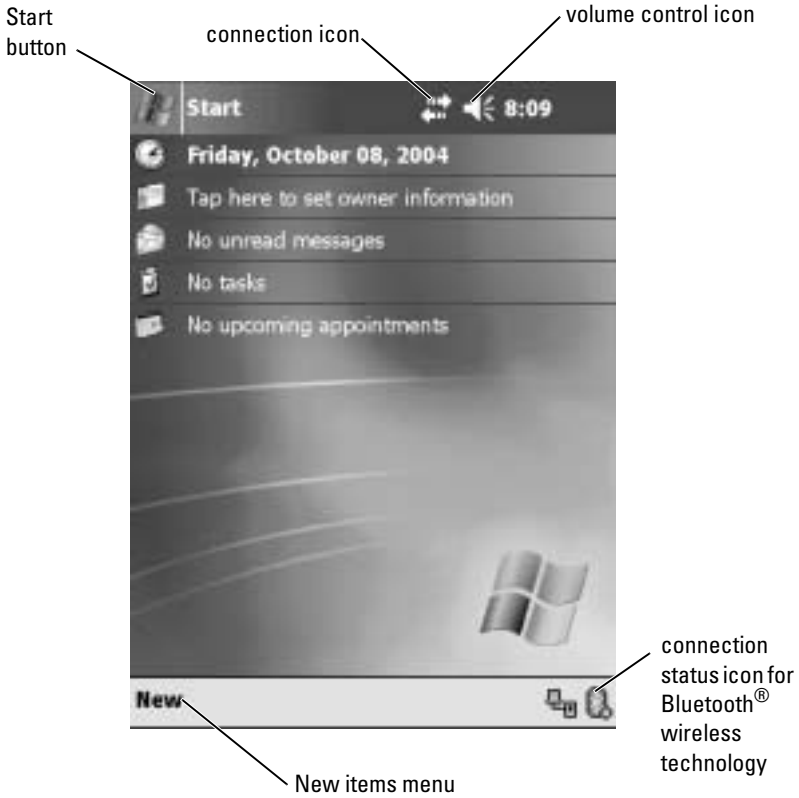 Start
button
connection icon
volume control icon
Start
8:09
Friday, October 08, 2004
Tap here to set owner information
No unread messages
No tasks
No upcoming appointments
New
connection
status icon for
Bluetooth®
wireless
technology
New items menu